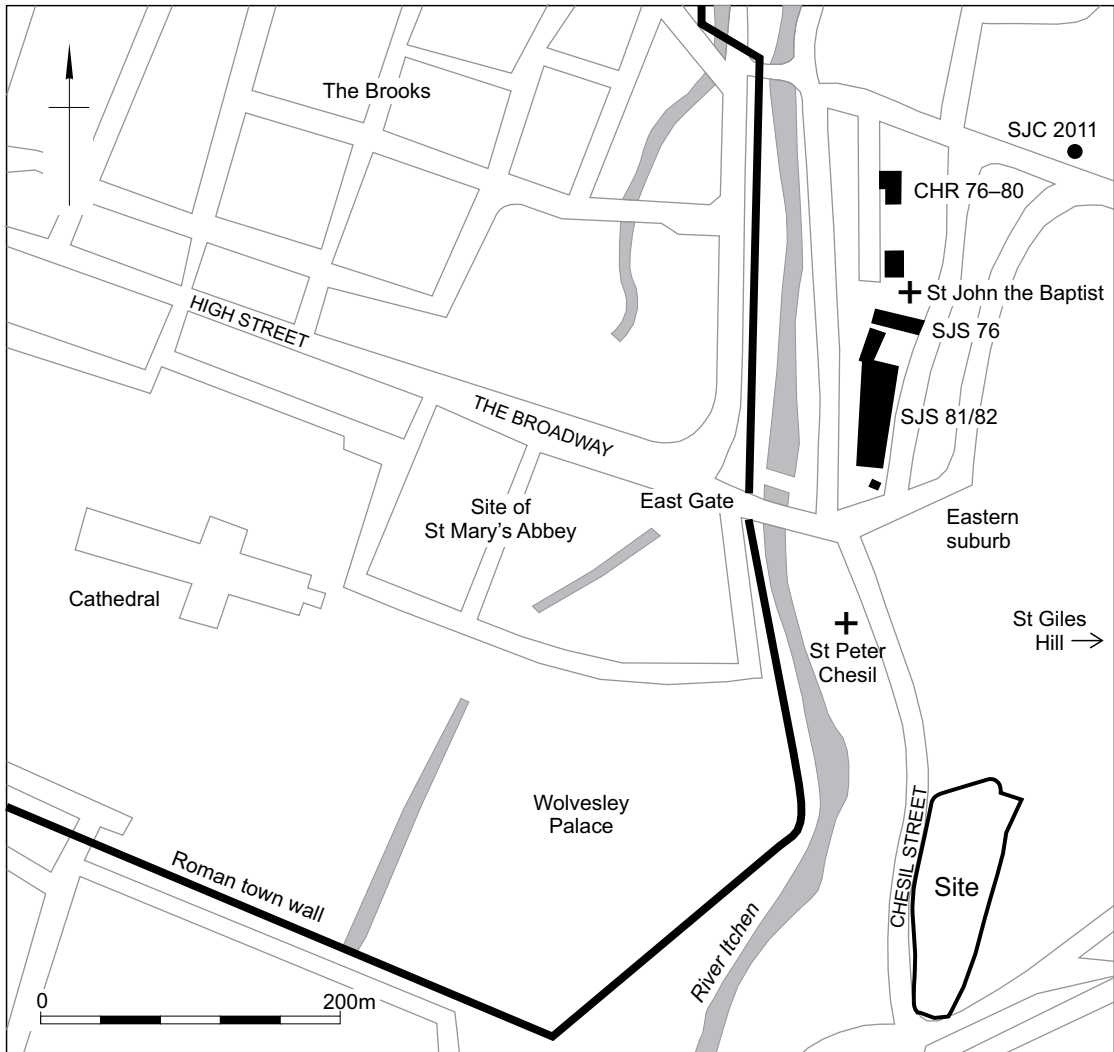 The Brooks
SJC 2011
CHR 76–80
St John the Baptist
HIGH STREET
SJS 76
THE BROADWAY
SJS 81/82
Site of
St Mary's Abbey
East Gate
Eastern
suburb
Cathedral
St Giles
Hill
St Peter
Chesil
Wolvesley
Palace
CHESIL STREET
Roman town wall
Site
River Itchen
0
200m